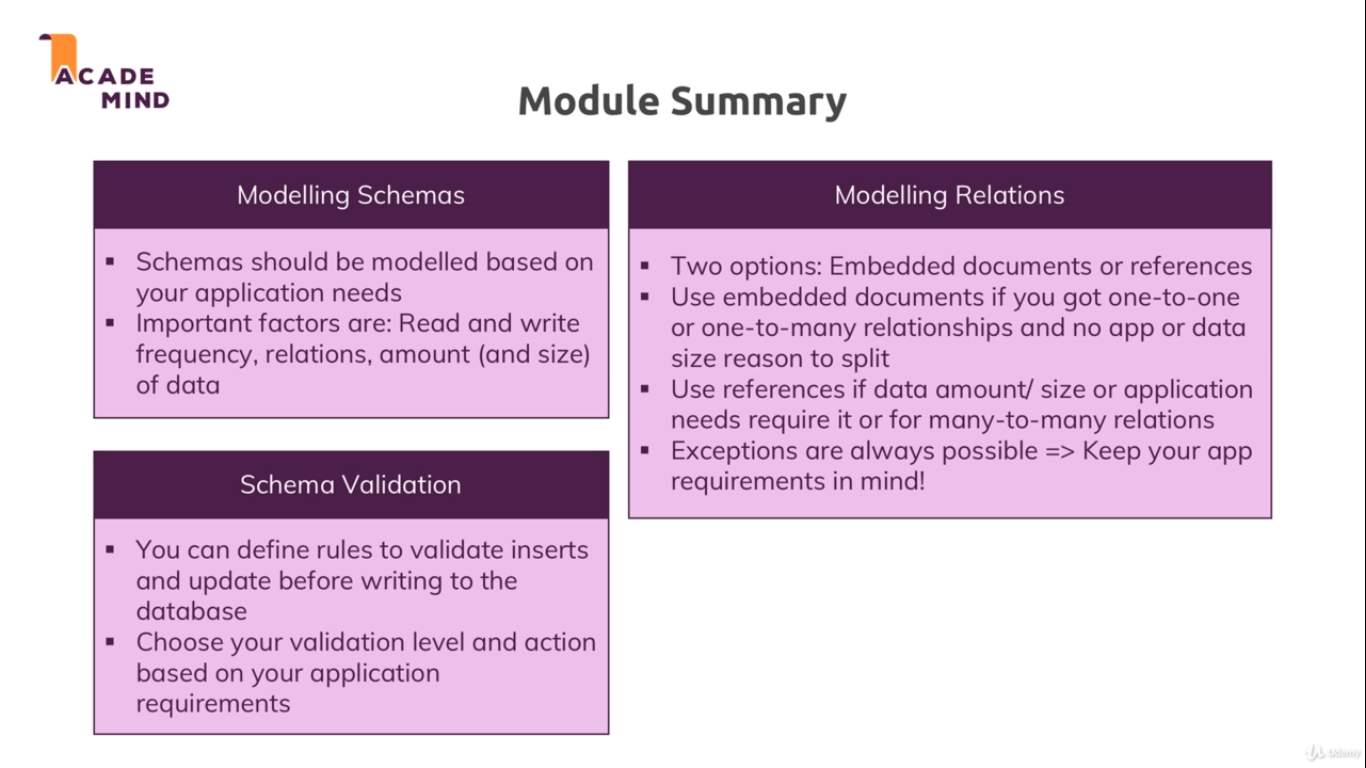 ACADE
MIND
Module Summary
Modelling Schemas
▪ Schemas should be modelled based on
your application needs
▪ Important factors are: Read and write
frequency, relations, amount (and size)
of data
Schema Validation
▪ You can define rules to validate inserts
and update before writing to the
database
▪ Choose your validation level and action
based on your application
requirements
Modelling Relations
▪ Two options: Embedded documents or references
▪ Use embedded documents if you got one-to-one
or one-to-many relationships and no app or data
size reason to split
▪ Use references if data amount/ size or application
needs require it or for many-to-many relations
▪ Exceptions are always possible => Keep your app
requirements in mind!
Udemy